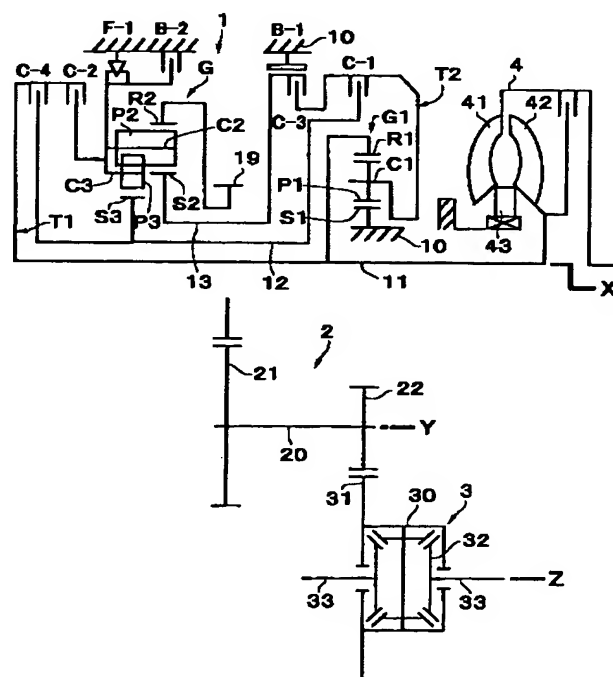 F-1 B-2 1 B-1 10
C-4 C-2 G C-1 4
R2 T2 41 42
P2 C2 C-3 G1
R1
19 C1
C3 P1
S3 P3 S2 S1
T1 10 43
13 12 11 X
2
21 22
20 Y
31 30 3
32
33 33 Z